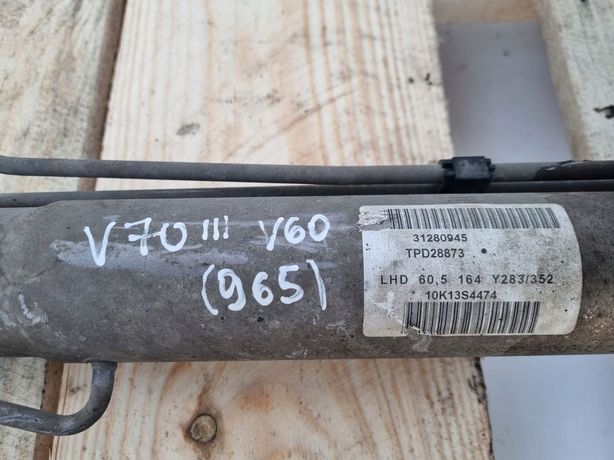 V70 III V60
(965)
31280945
TPD28873
LHD 60,5 164 Y283/352
10K13S4474